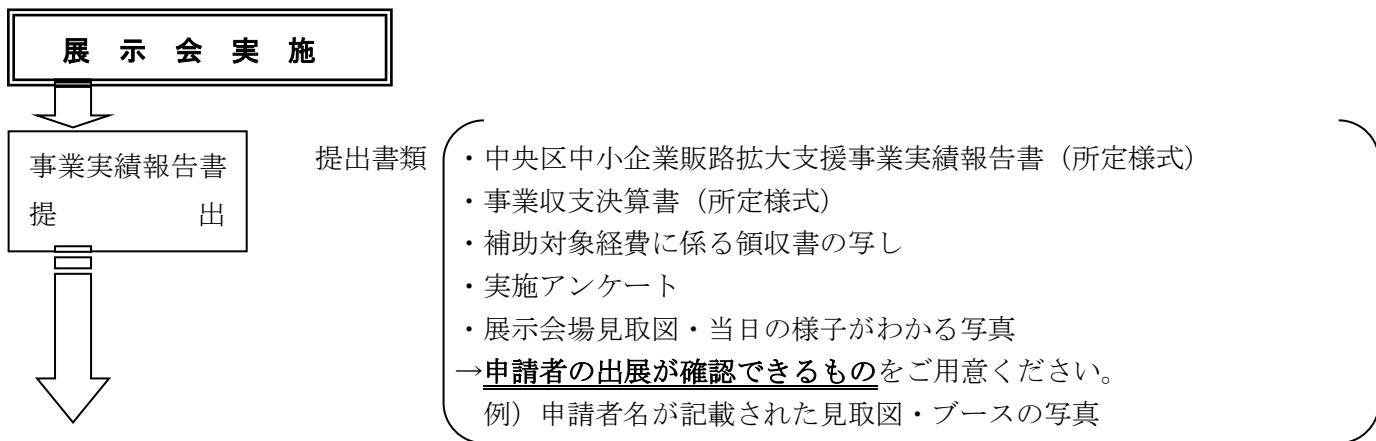 展 示 会 実 施
事業実績報告書
提 出
提出書類
・中央区中小企業販路拡大支援事業実績報告書（所定様式）
・事業収支決算書（所定様式）
・補助対象経費に係る領収書の写し
・実施アンケート
・展示会場見取図・当日の様子がわかる写真
→申請者の出展が確認できるものをご用意ください。
例）申請者名が記載された見取図・ブースの写真